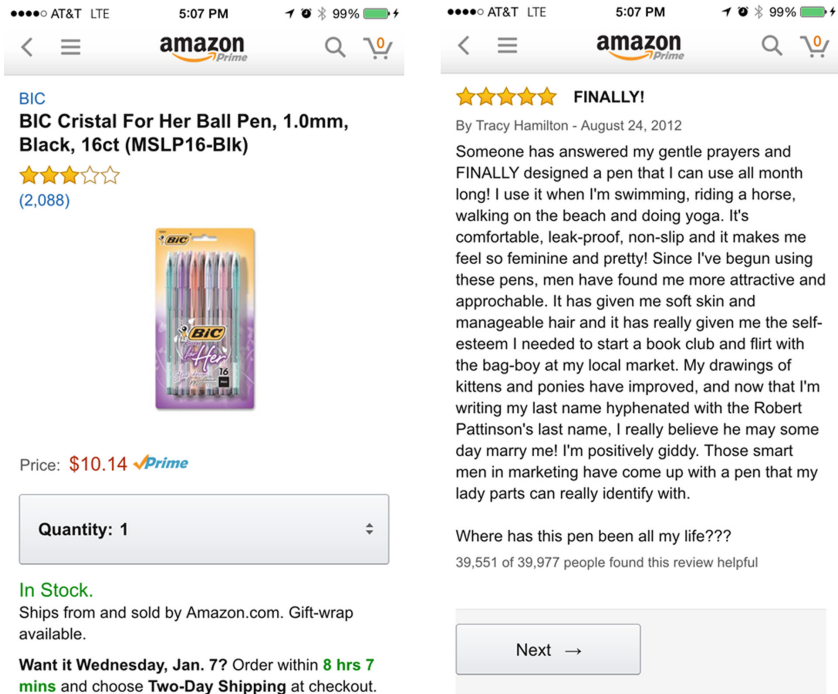 AT&T LTE 5:07 PM 99%
amazon
Prime
0
BIC
BIC Cristal For Her Ball Pen, 1.0mm,
Black, 16ct (MSLP16-Blk)
(2,088)
BIC
BIC
for Her
16
Price: $10.14 Prime
Quantity: 1
In Stock.
Ships from and sold by Amazon.com. Gift-wrap
available.
Want it Wednesday, Jan. 7? Order within 8 hrs 7
mins and choose Two-Day Shipping at checkout.
AT&T LTE 5:07 PM 99%
amazon
Prime
0
FINALLY!
By Tracy Hamilton - August 24, 2012
Someone has answered my gentle prayers and
FINALLY designed a pen that I can use all month
long! I use it when I'm swimming, riding a horse,
walking on the beach and doing yoga. It's
comfortable, leak-proof, non-slip and it makes me
feel so feminine and pretty! Since I've begun using
these pens, men have found me more attractive and
approchable. It has given me soft skin and
manageable hair and it has really given me the self-
esteem I needed to start a book club and flirt with
the bag-boy at my local market. My drawings of
kittens and ponies have improved, and now that I'm
writing my last name hyphenated with the Robert
Pattinson's last name, I really believe he may some
day marry me! I'm positively giddy. Those smart
men in marketing have come up with a pen that my
lady parts can really identify with.
Where has this pen been all my life???
39,551 of 39,977 people found this review helpful
Next →